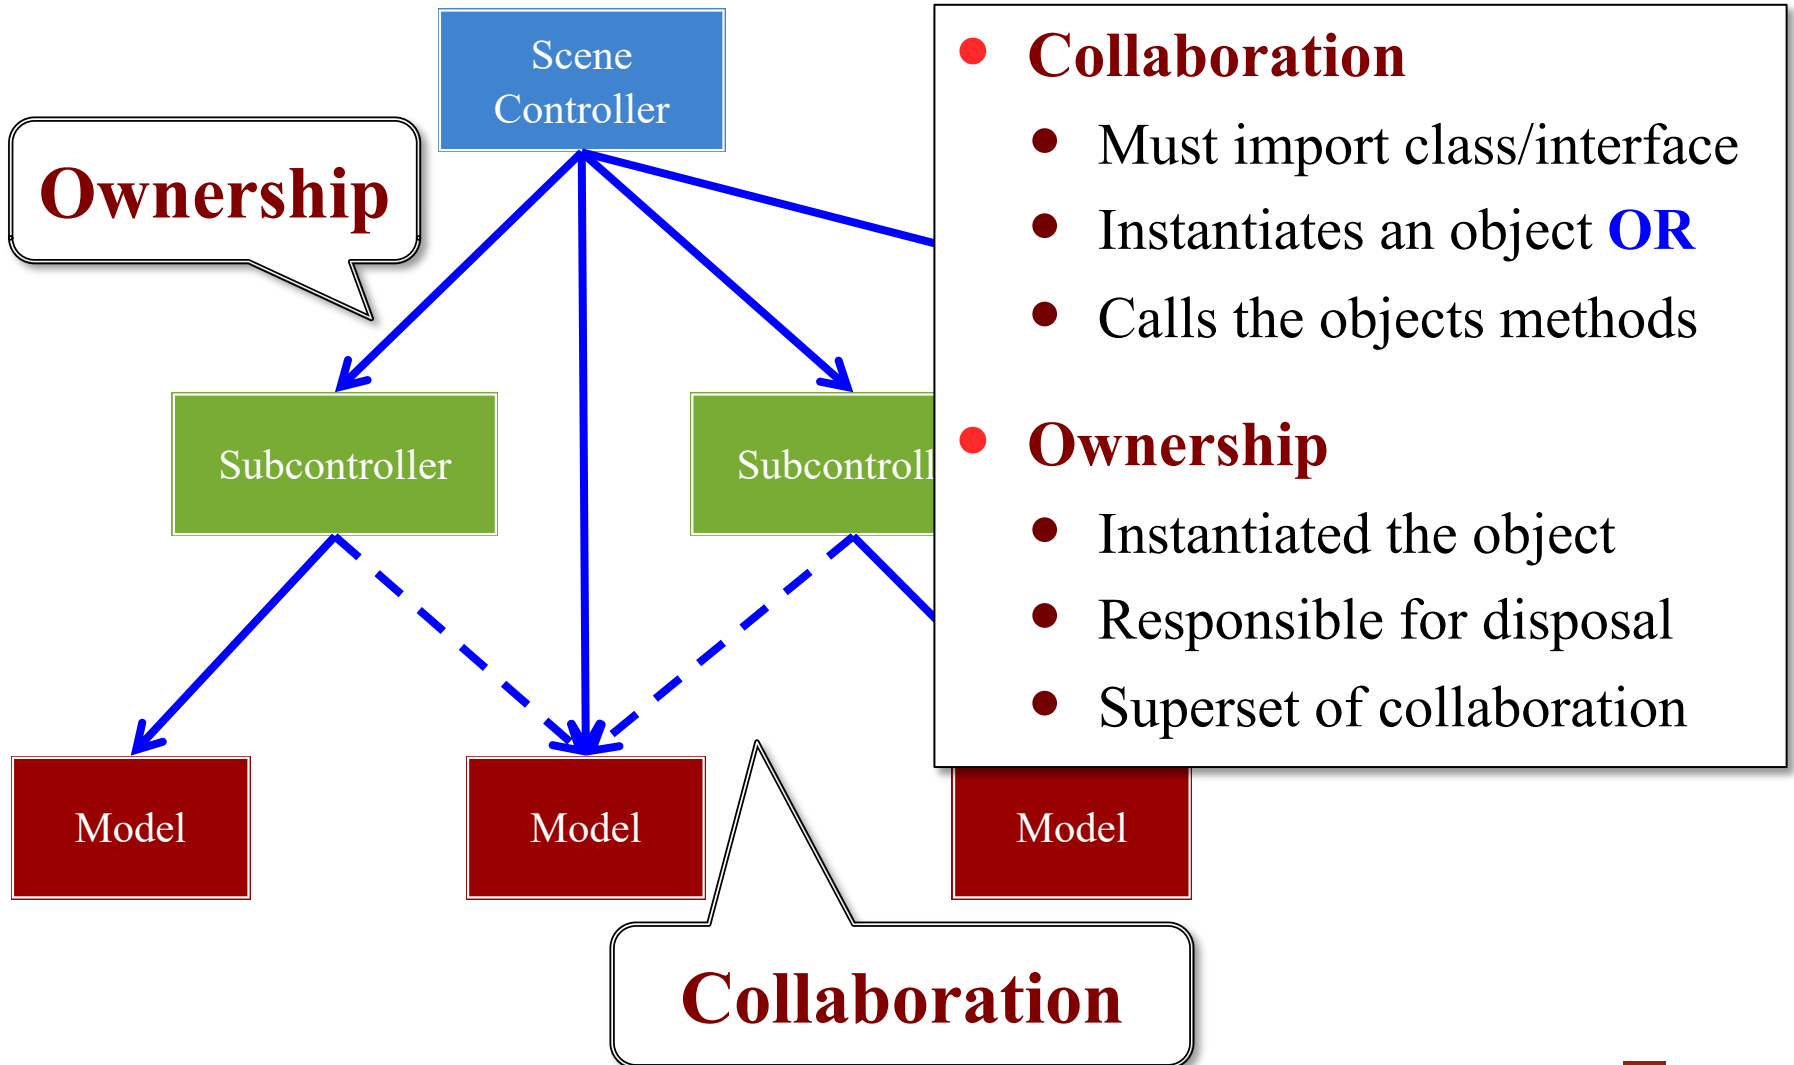 Scene
Controller
Ownership
Subcontroller
Subcontroll
Model
Model
Model
Collaboration
Collaboration
Must import class/interface
Instantiates an object OR
Calls the objects methods
Ownership
Instantiated the object
Responsible for disposal
Superset of collaboration